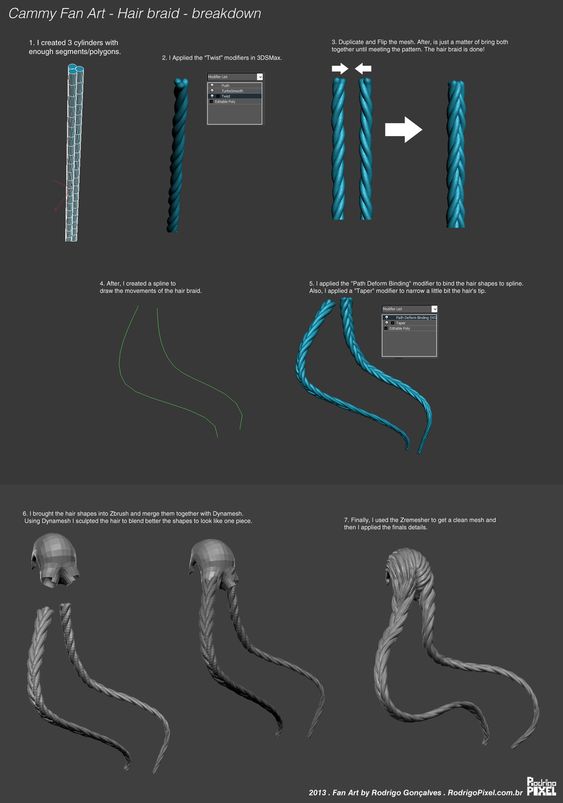 Cammy Fan Art - Hair braid - breakdown
1. I created 3 cylinders with
enough segments/polygons.
2. I Applied the "Twist" modifiers in 3DSMax.
Modifier List
Push
TurboSmooth
Twist
Editable Poly
3. Duplicate and Flip the mesh. After, is just a matter of bring both
together until meeting the pattern. The hair braid is done!
4. After, I created a spline to
draw the movements of the hair braid.
5. I applied the "Path Deform Binding" modifier to bind the hair shapes to spline.
Also, I applied a "Taper" modifier to narrow a little bit the hair's tip.
Modifier List
Path Deform Binding
Taper
Editable Poly
6. I brought the hair shapes into Zbrush and merge them together with Dynamesh.
Using Dynamesh I sculpted the hair to blend better the shapes to look like one piece.
7. Finally, I used the Zremesher to get a clean mesh and
then I applied the finals details.
2013 . Fan Art by Rodrigo Gonçalves . RodrigoPixel.com.br
Rodrigo
PIXEL